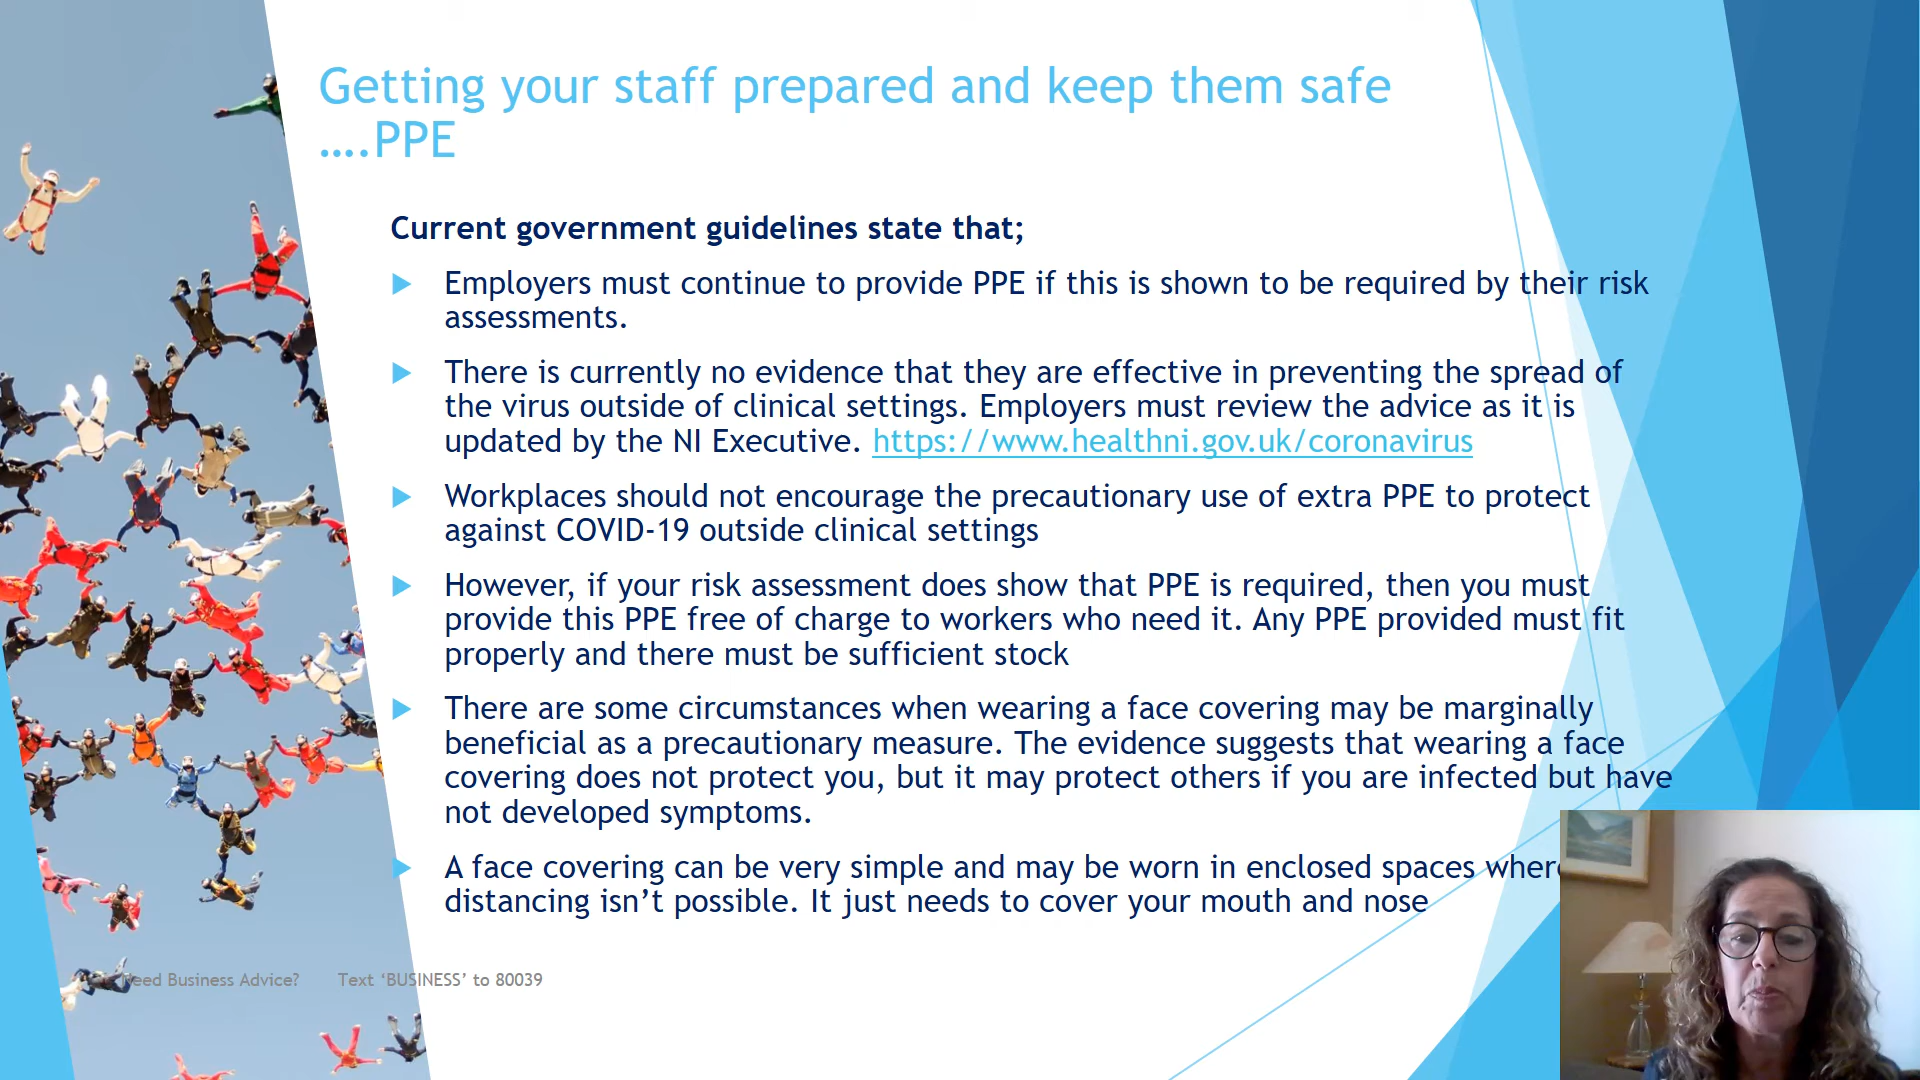 Getting your staff prepared and keep them safe
....PPE
Current government guidelines state that;
Employers must continue to provide PPE if this is shown to be required by their risk
assessments.
There is currently no evidence that they are effective in preventing the spread of
the virus outside of clinical settings. Employers must review the advice as it is
updated by the NI Executive. https://www.healthni.gov.uk/coronavirus
Workplaces should not encourage the precautionary use of extra PPE to protect
against COVID-19 outside clinical settings
However, if your risk assessment does show that PPE is required, then you must
provide this PPE free of charge to workers who need it. Any PPE provided must fit
properly and there must be sufficient stock
There are some circumstances when wearing a face covering may be marginally
beneficial as a precautionary measure. The evidence suggests that wearing a face
covering does not protect you, but it may protect others if you are infected but have
not developed symptoms.
A face covering can be very simple and may be worn in enclosed spaces where
distancing isn’t possible. It just needs to cover your mouth and nose
Need Business Advice? Text ‘BUSINESS’ to 80039